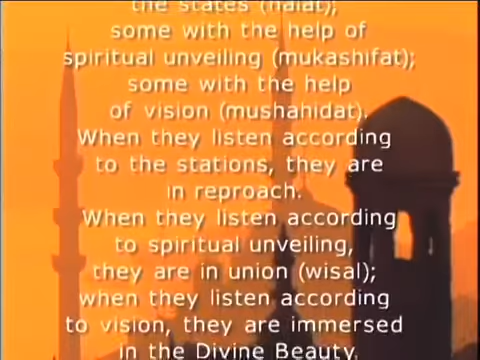 the states (halat);
some with the help of
spiritual unveiling (mukashifat);
some with the help
of vision (mushahidat).
When they listen according
to the stations, they are
in reproach.
When they listen according
to spiritual unveiling,
they are in union (wisal);
when they listen according
to vision, they are immersed
in the Divine Beauty.